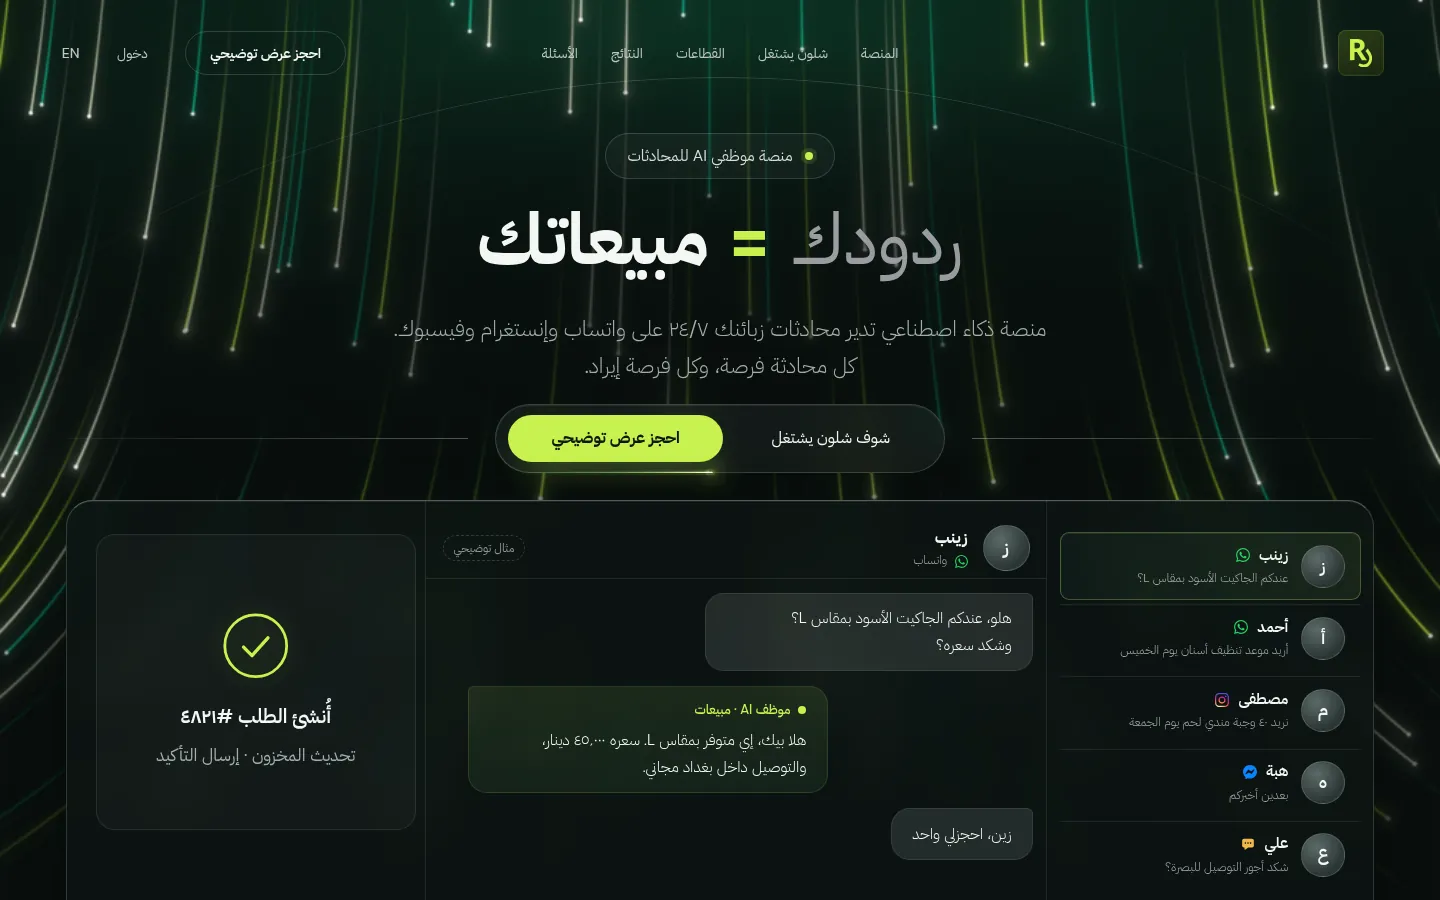 المنصة
شلون يشتغل
القطاعات
النتائج
الأسئلة
احجز عرض توضيحي
دخول
EN
منصة موظفي AI للمحادثات
ردودك = مبيعاتك
منصة ذكاء اصطناعي تدير محادثات زبائنك ٢٤/٧ على واتساب وإنستغرام وفيسبوك.
كل محادثة فرصة، وكل فرصة إيراد.
شوف شلون يشتغل
احجز عرض توضيحي
ز
زينب
عندكم الجاكيت الأسود بمقاس L؟
أ
أحمد
أريد موعد تنظيف أسنان يوم الخميس
م
مصطفى
نريد ٤٠ وجبة مندي لحم يوم الجمعة
ه
هبة
بعدين أخبركم
ع
علي
شكد أجور التوصيل للبصرة؟
ز
زينب
واتساب
مثال توضيحي
هلو، عندكم الجاكيت الأسود بمقاس L؟
وشكد سعره؟
موظف AI · مبيعات
هلا بيك، إي متوفر بمقاس L. سعره ٤٥,٠٠٠ دينار،
والتوصيل داخل بغداد مجاني.
زين، احجزلي واحد
أُنشئ الطلب #٤٨٢١
تحديث المخزون · إرسال التأكيد